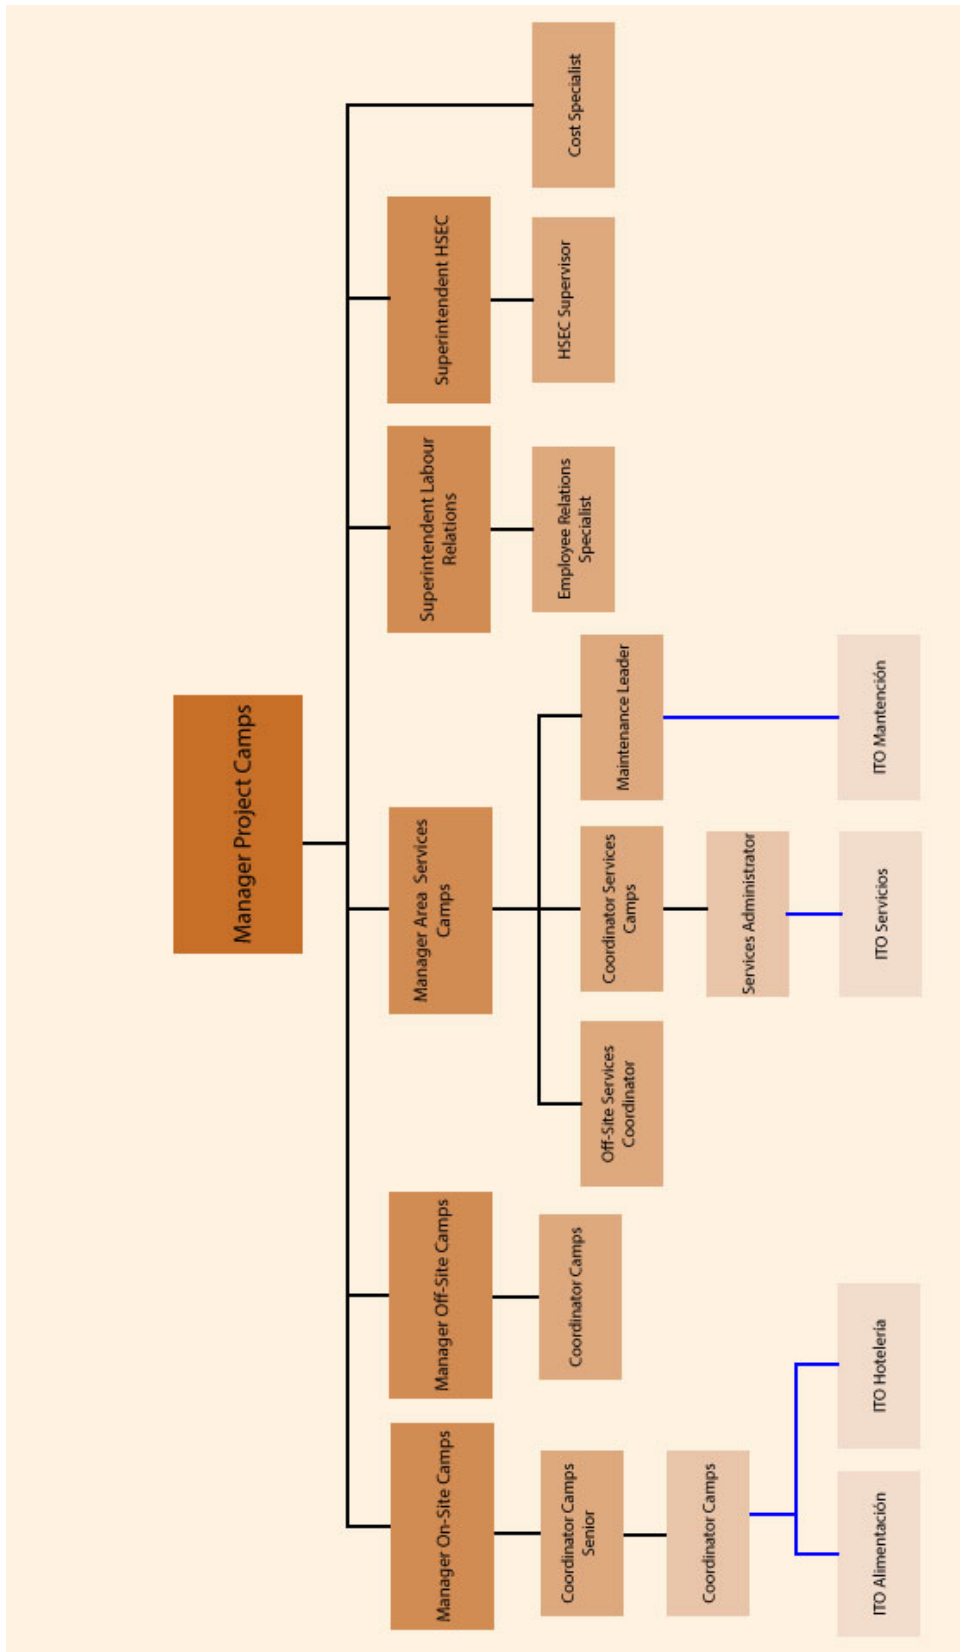 Manager Project Camps
Manager On-Site Camps
Manager Off-Site Camps
Manager Area Services
Camps
Superintendent Labour
Relations
Superintendent HSEC
Cost Specialist
Coordinator Camps
Senior
Coordinator Camps
Off-Site Services
Coordinator
Coordinator Services
Camps
Maintenance Leader
Employee Relations
Specialist
HSEC Supervisor
Coordinator Camps
Services Administrator
ITO Alimentación
ITO Hotelería
ITO Servicios
ITO Mantención